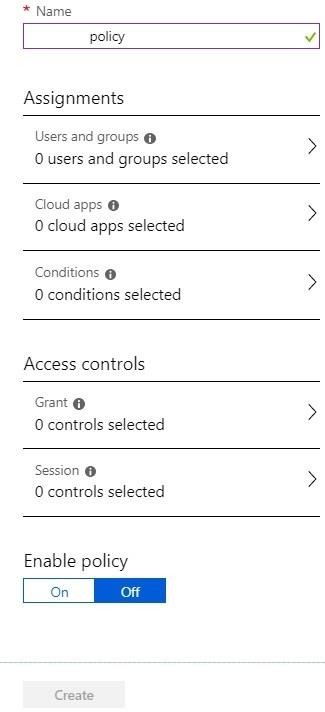 * Name
policy
Assignments
Users and groups
0 users and groups selected
Cloud apps
0 cloud apps selected
Conditions
0 conditions selected
Access controls
Grant
0 controls selected
Session
0 controls selected
Enable policy
On Off
Create